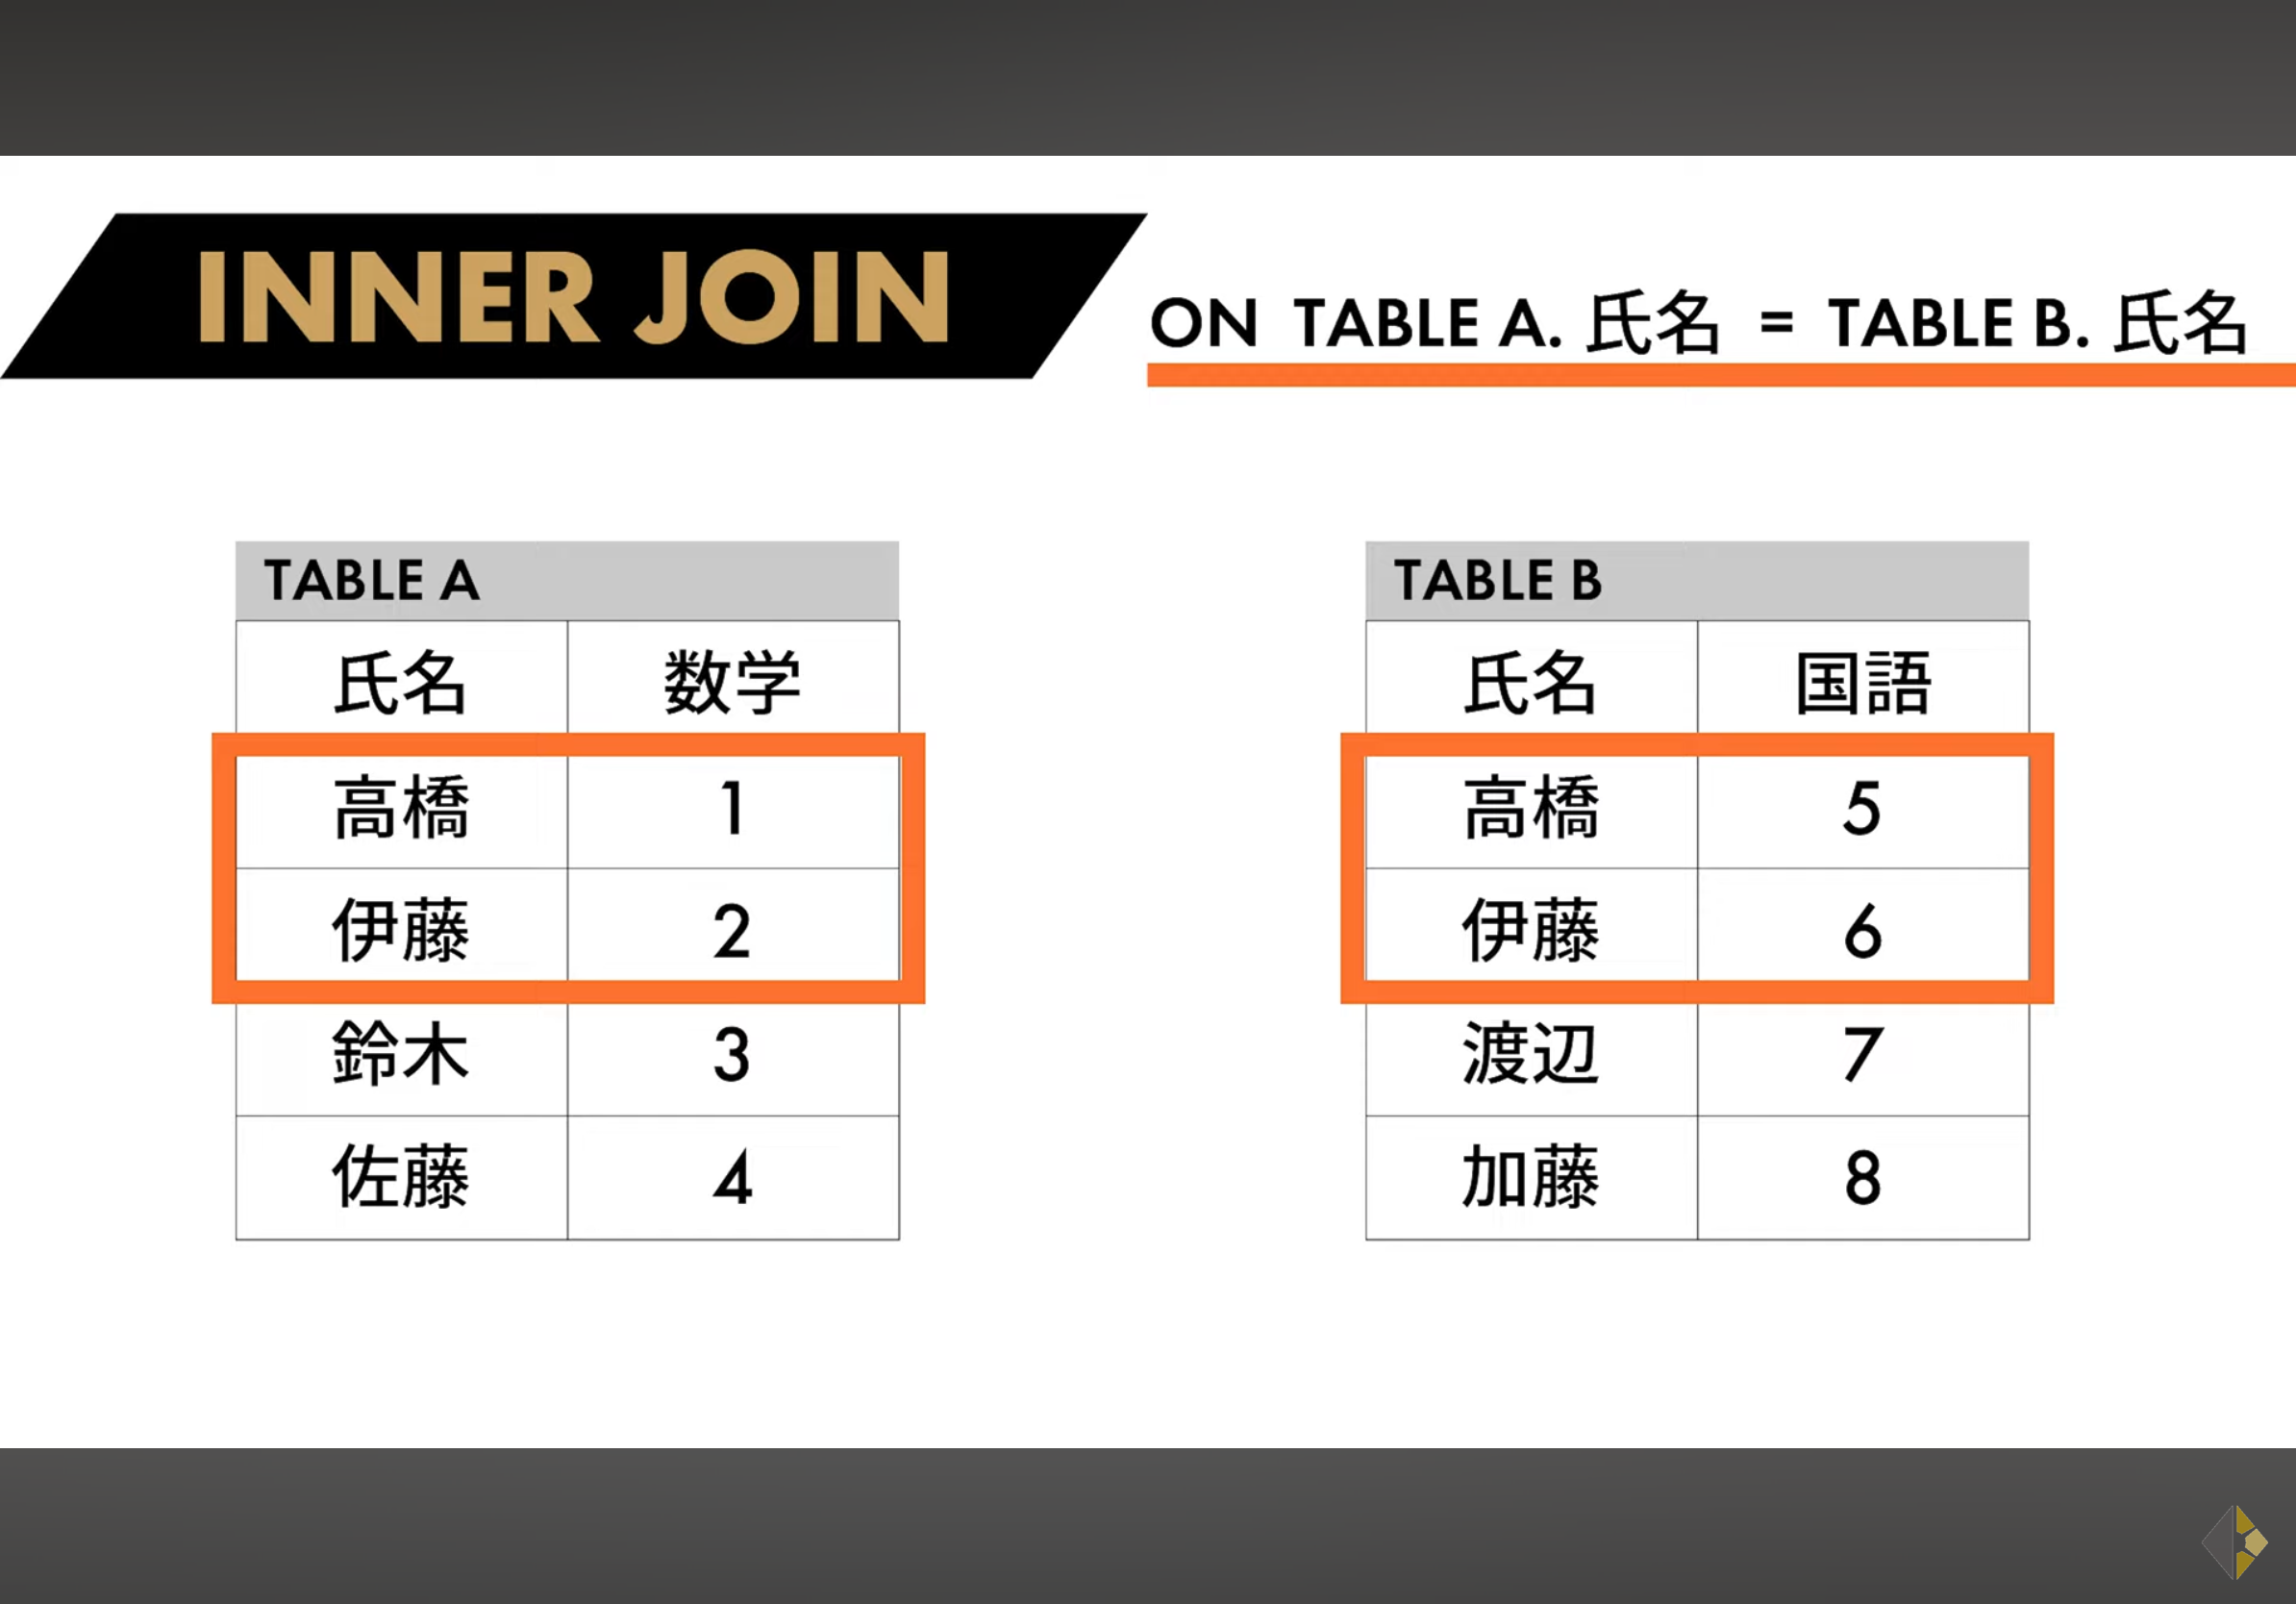 INNER JOIN
ON TABLE A. 氏名 = TABLE B. 氏名
TABLE A
氏名 数学
高橋 1
伊藤 2
鈴木 3
佐藤 4
TABLE B
氏名 国語
高橋 5
伊藤 6
渡辺 7
加藤 8